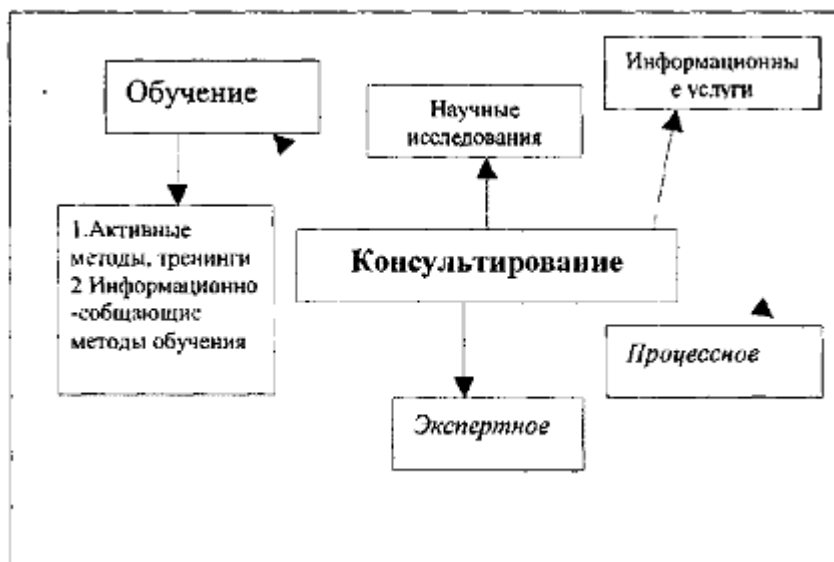 Обучение
Научные
исследования
Информационны
е услуги
1.Активные
методы, тренинги
2 Информационно
-собщающие
методы обучения
Консультирование
Процессное
Экспертное